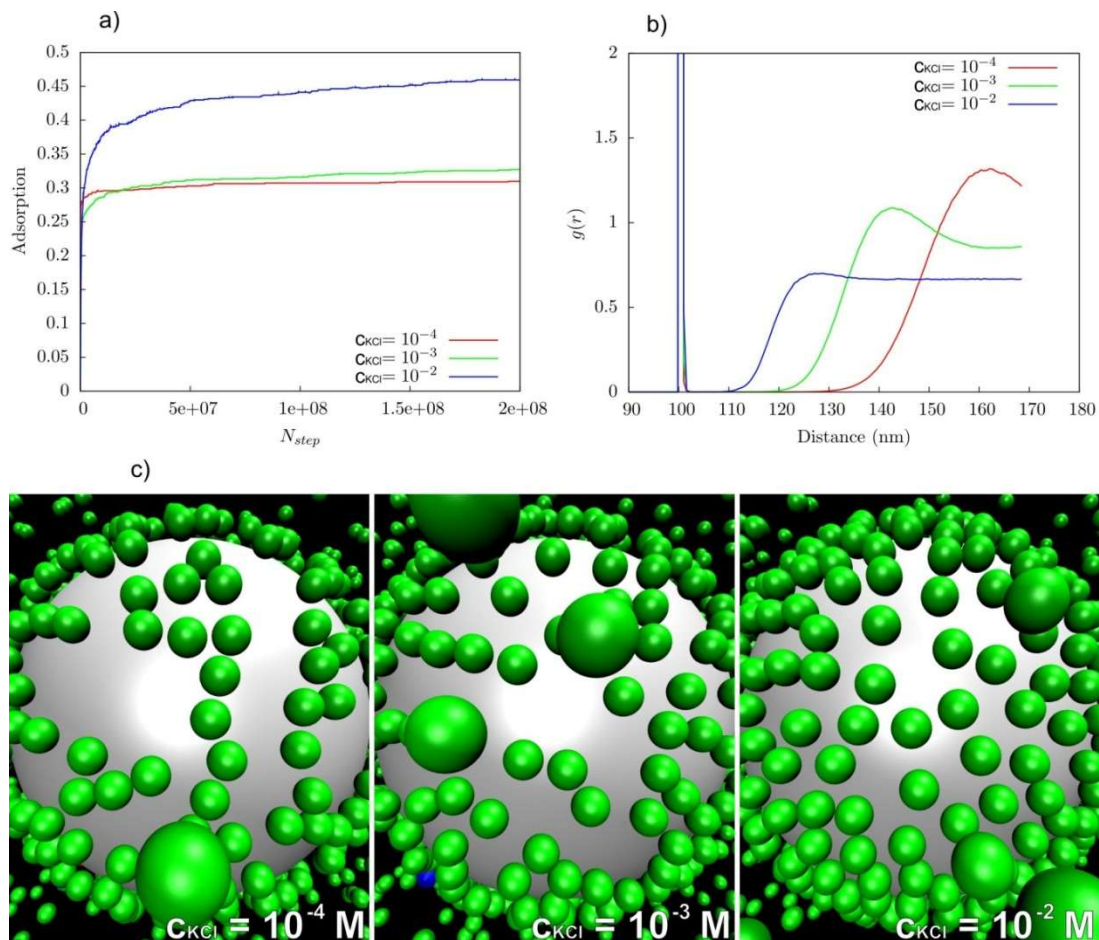 a)
0.5
0.45
0.4
0.35
0.3
0.25
0.2
0.15
0.1
0.05
0
Adsorption
cKCl= 10⁻⁴
cKCl= 10⁻³
cKCl= 10⁻²
0 5e+07 1e+08 1.5e+08 2e+08
N_step
b)
2
1.5
1
0.5
0
g(r)
cKCl= 10⁻⁴
cKCl= 10⁻³
cKCl= 10⁻²
90 100 110 120 130 140 150 160 170 180
Distance (nm)
c)
cKCl = 10⁻⁴ M
cKCl = 10⁻³ M
cKCl = 10⁻² M